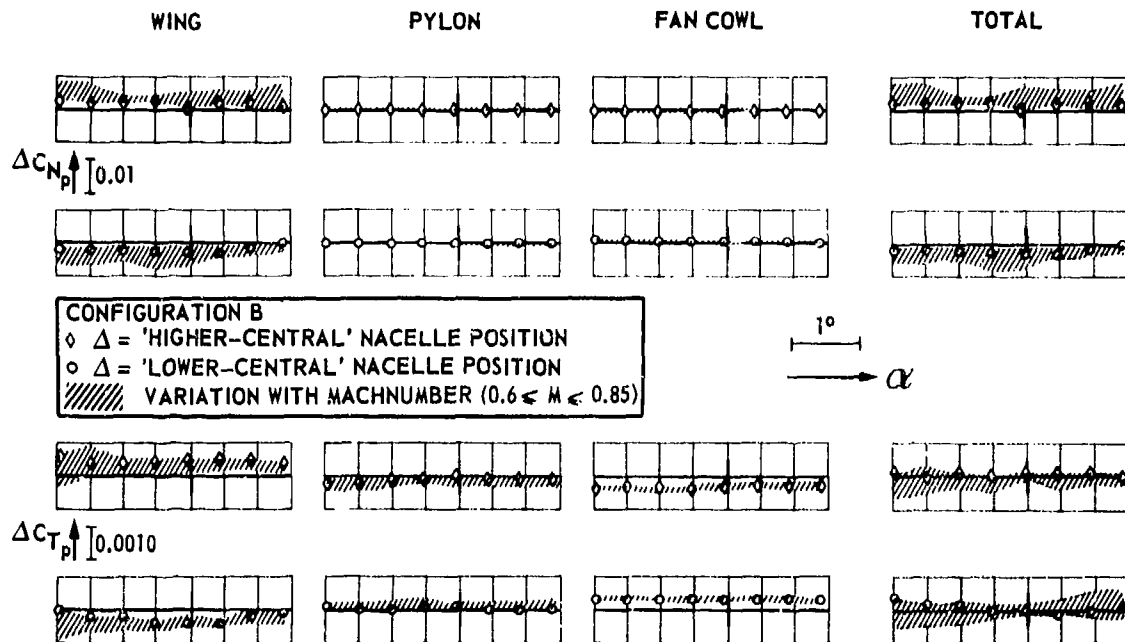 WING PYLON FAN COWL TOTAL
ΔC_Np 0.01
CONFIGURATION B
◊ Δ = 'HIGHER-CENTRAL' NACELLE POSITION
○ Δ = 'LOWER-CENTRAL' NACELLE POSITION
VARIATION WITH MACHNUMBER (0.6 ⩽ M ⩽ 0.85)
1°
α
ΔC_Tp 0.0010